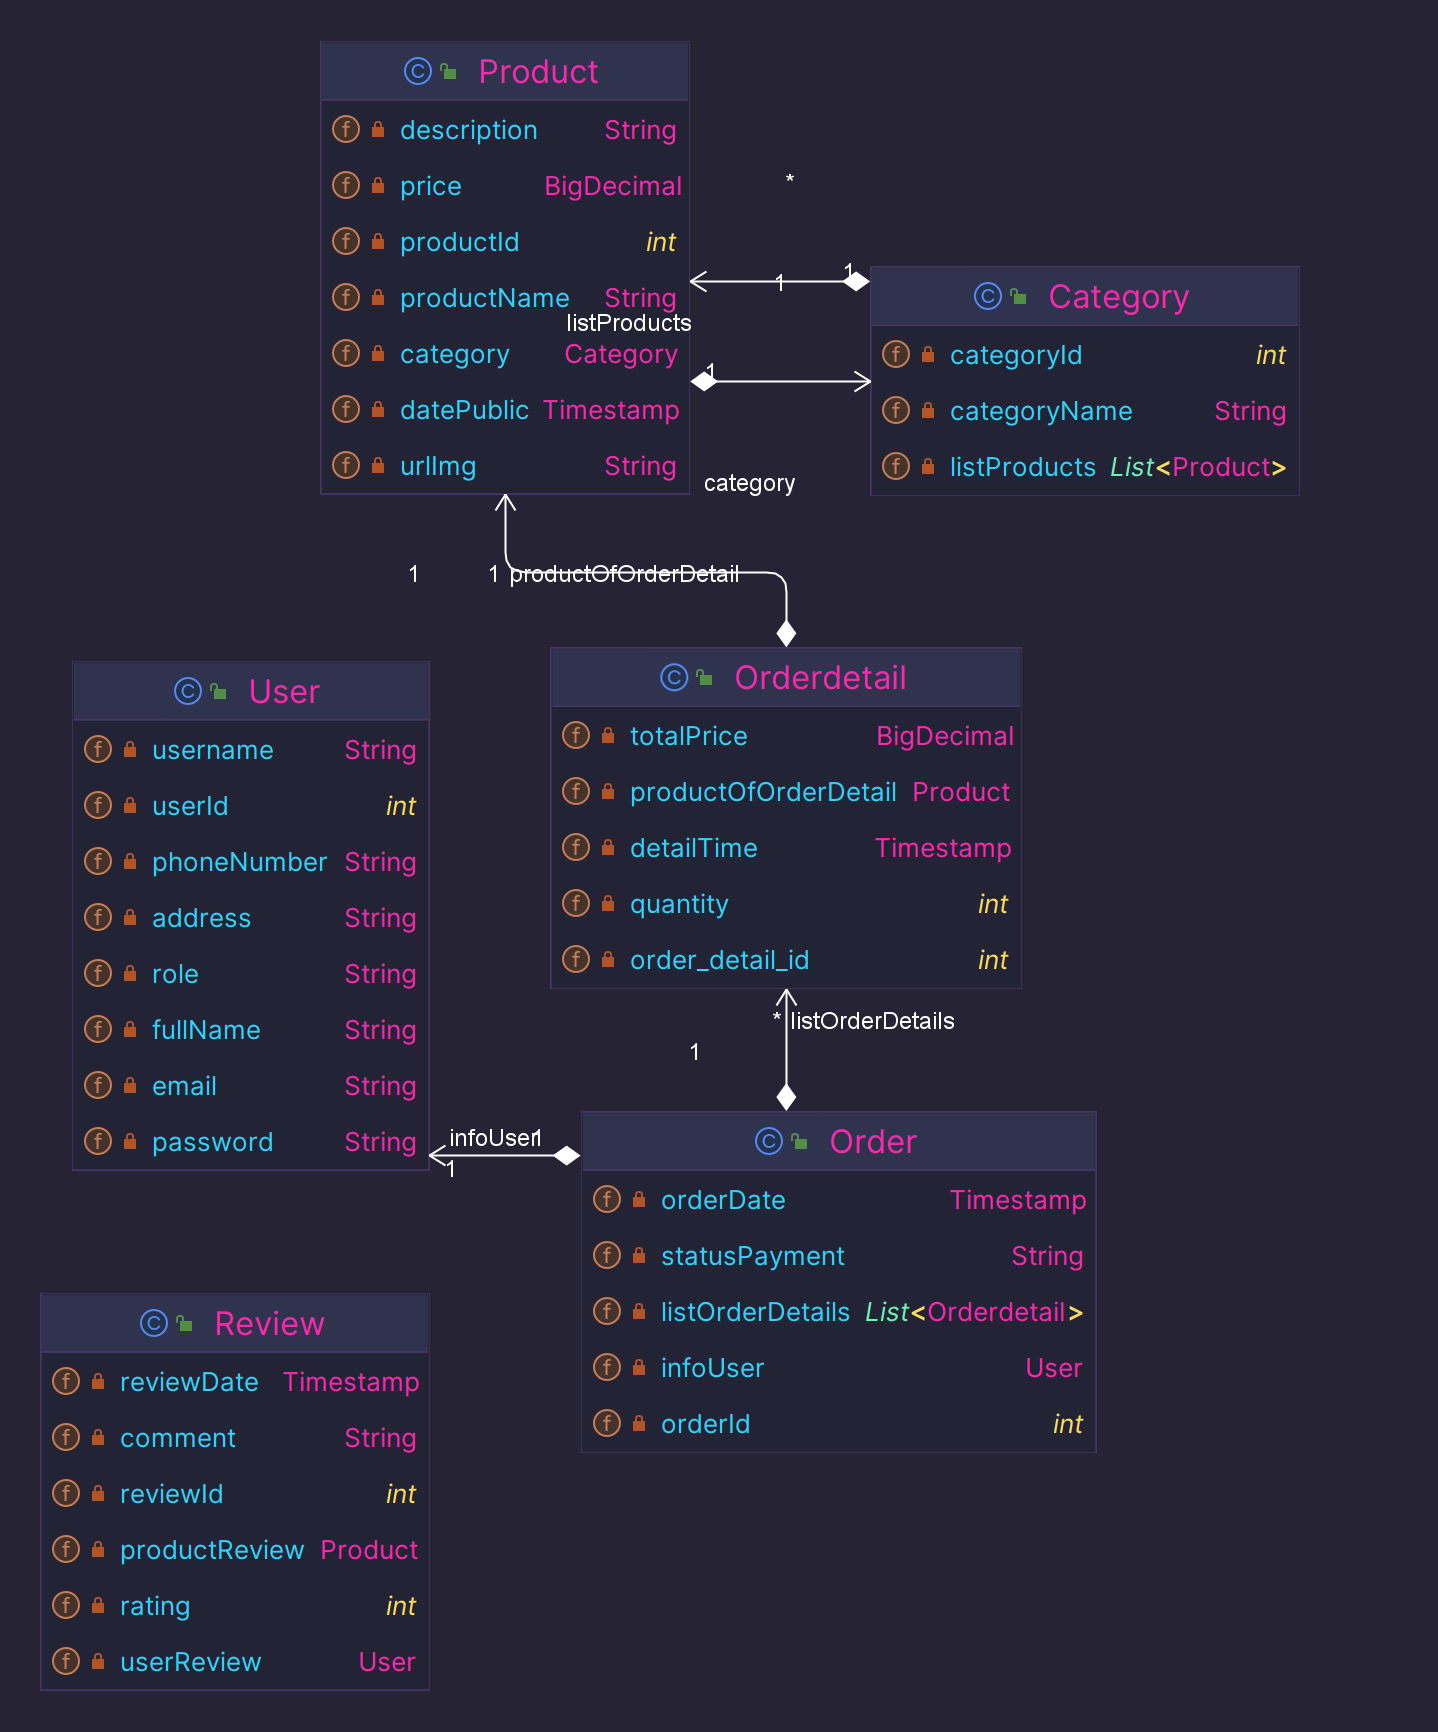 Product
description String
price BigDecimal
productId int
productName String
category Category
datePublic Timestamp
urlImg String
*
1
1
listProducts
1
category
Category
categoryId int
categoryName String
listProducts List<Product>
1
1 productOfOrderDetail
User
username String
userId int
phoneNumber String
address String
role String
fullName String
email String
password String
Orderdetail
totalPrice BigDecimal
productOfOrderDetail Product
detailTime Timestamp
quantity int
order_detail_id int
* listOrderDetails
1
infoUser
1
1
Order
orderDate Timestamp
statusPayment String
listOrderDetails List<Orderdetail>
infoUser User
orderId int
Review
reviewDate Timestamp
comment String
reviewId int
productReview Product
rating int
userReview User